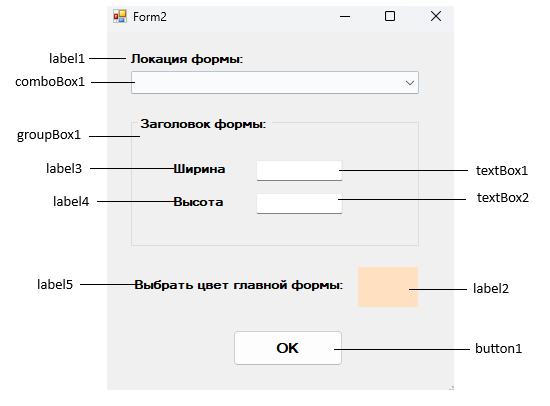 Form2
label1
Локация формы:
comboBox1
groupBox1
Заголовок формы:
label3
Ширина
textBox1
label4
Высота
textBox2
label5
Выбрать цвет главной формы:
label2
OK
button1